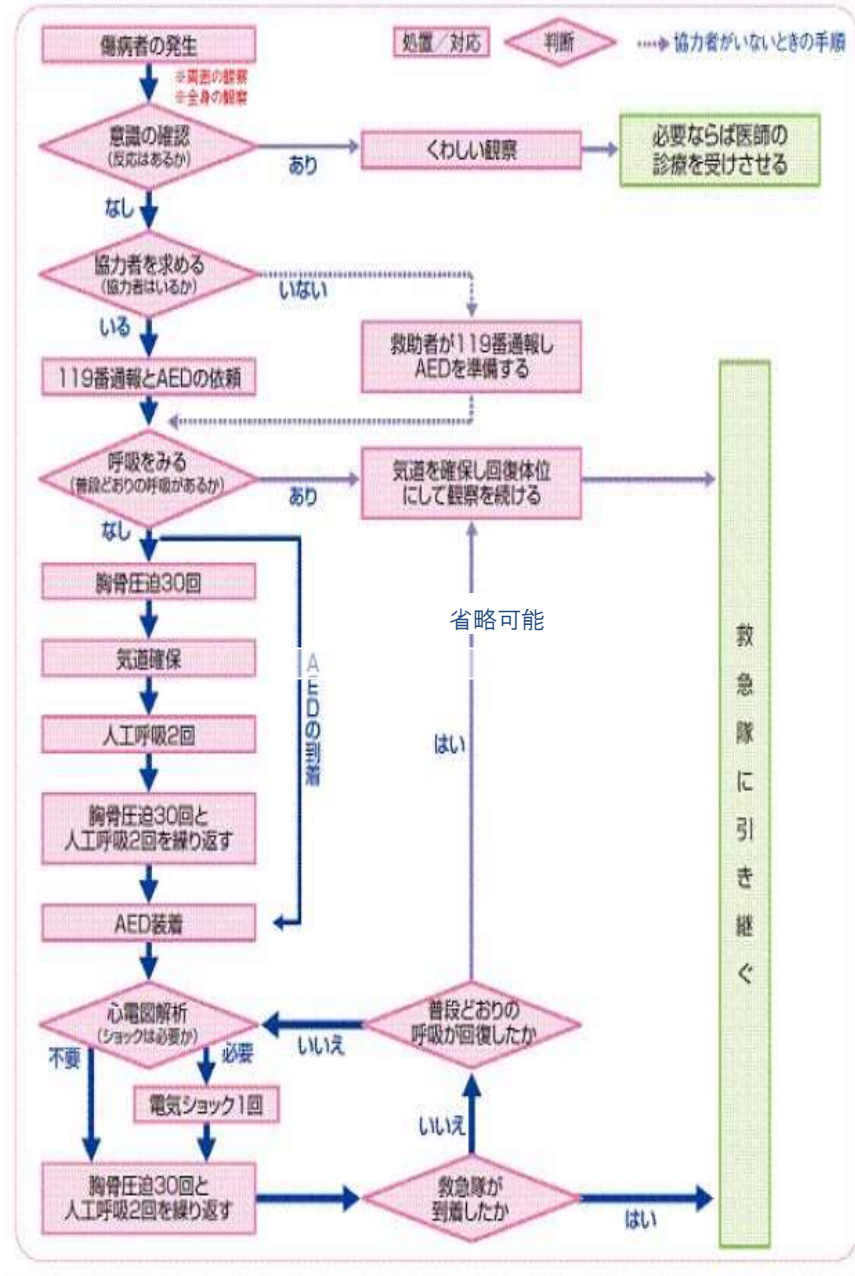 傷病者の発生
処置／対応
判断
協力者がいないときの手順
※周囲の観察
※全身の観察
意識の確認
(反応はあるか)
あり
くわしい観察
必要ならば医師の
診療を受けさせる
なし
協力者を求める
(協力者はいるか)
いない
いる
救助者が119番通報し
AEDを準備する
119番通報とAEDの依頼
呼吸をみる
(普段どおりの呼吸があるか)
あり
気道を確保し回復体位
にして観察を続ける
なし
胸骨圧迫30回
省略可能
気道確保
AEDの到着
人工呼吸2回
はい
胸骨圧迫30回と
人工呼吸2回を繰り返す
AED装着
心電図解析
(ショックは必要か)
普段どおりの
呼吸が回復したか
いいえ
不要
必要
電気ショック1回
いいえ
胸骨圧迫30回と
人工呼吸2回を繰り返す
救急隊が
到着したか
はい
救急隊に引き継ぐ